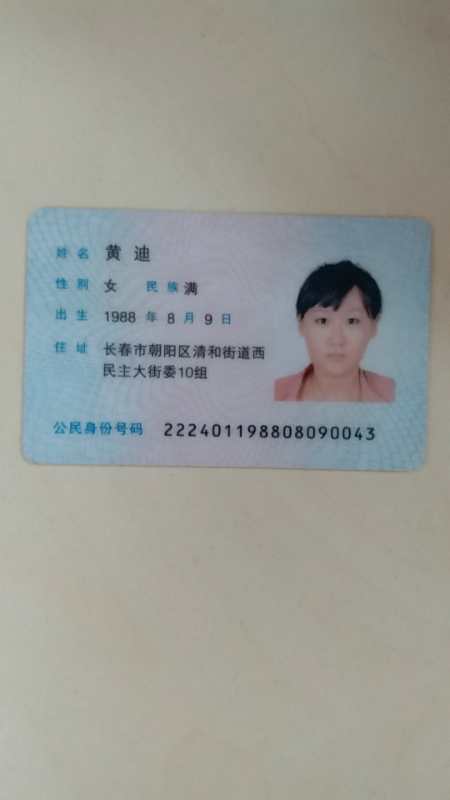 姓名 黄迪
性别 女 民族 满
出生 1988 年 8 月 9 日
住址 长春市朝阳区清和街道西
民主大街委10组
公民身份号码 222401198808090043